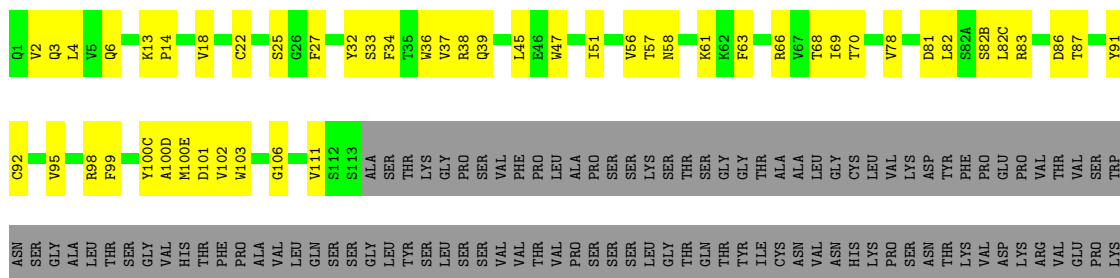 Q1 V2 Q3 L4 V5 Q6 K13 P14 V18 C22 S25 G26 F27 Y32 S33 F34 T35 W36 V37 R38 Q39 L45 E46 W47 I51 V56 T57 N58 K61 K62 F63 R66 V67 T68 I69 T70 V78 D81 L82 S82A S82B L82C R83 D86 T87 Y91
C92 V95 R98 F99 Y100C A100D M100E D101 V102 W103 G106 V111 S112 S113 ALA SER THR LYS GLY PRO SER VAL PHE PRO LEU ALA PRO SER SER LYS SER THR SER GLY GLY THR ALA ALA LEU GLY CYS LEU VAL LYS ASP TYR PHE PRO GLU PRO VAL THR VAL SER TRP
ASN SER GLY ALA LEU THR SER GLY VAL HIS THR PHE PRO ALA VAL LEU GLN SER SER GLY LEU TYR SER LEU SER SER VAL VAL THR VAL PRO SER SER SER LEU GLY THR GLN THR TYR ILE CYS ASN VAL ASN HIS LYS PRO SER ASN THR LYS VAL ASP LYS ARG VAL GLU PRO LYS